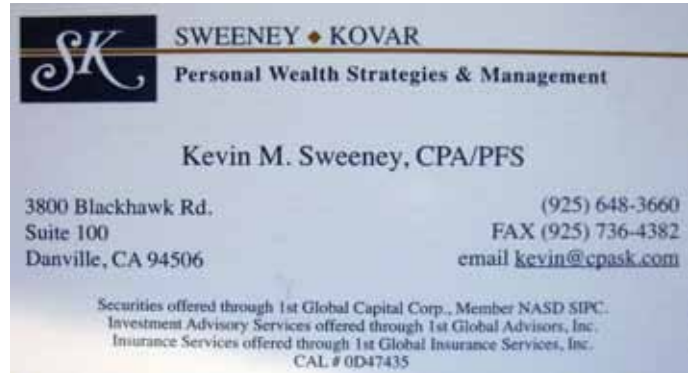 SK
SWEENEY ◆ KOVAR
Personal Wealth Strategies & Management
Kevin M. Sweeney, CPA/PFS
3800 Blackhawk Rd.
Suite 100
Danville, CA 94506
(925) 648-3660
FAX (925) 736-4382
email kevin@cpask.com
Securities offered through 1st Global Capital Corp., Member NASD SIPC.
Investment Advisory Services offered through 1st Global Advisors, Inc.
Insurance Services offered through 1st Global Insurance Services, Inc.
CAL # 0D47435